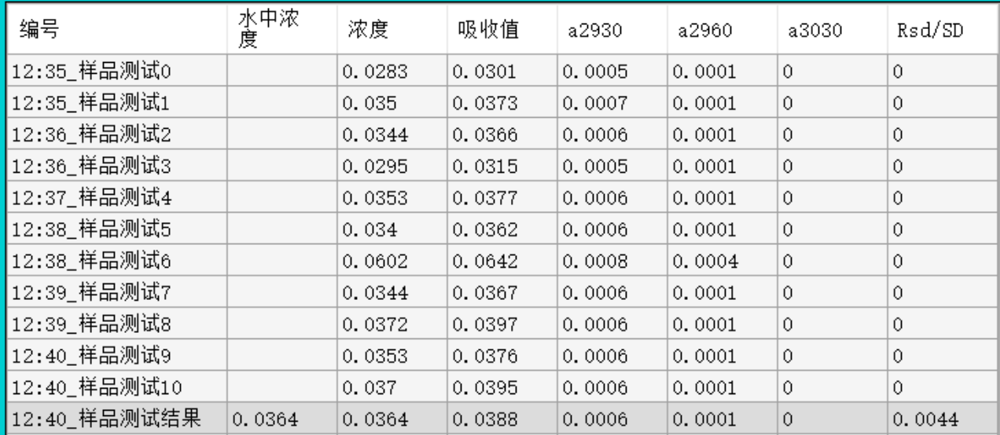 编号 水中浓度 浓度 吸收值 a2930 a2960 a3030 Rsd/SD
12:35_样品测试0 0.0283 0.0301 0.0005 0.0001 0 0
12:35_样品测试1 0.035 0.0373 0.0007 0.0001 0 0
12:36_样品测试2 0.0344 0.0366 0.0006 0.0001 0 0
12:36_样品测试3 0.0295 0.0315 0.0005 0.0001 0 0
12:37_样品测试4 0.0353 0.0377 0.0006 0.0001 0 0
12:38_样品测试5 0.034 0.0362 0.0006 0.0001 0 0
12:38_样品测试6 0.0602 0.0642 0.0008 0.0004 0 0
12:39_样品测试7 0.0344 0.0367 0.0006 0.0001 0 0
12:39_样品测试8 0.0372 0.0397 0.0006 0.0001 0 0
12:40_样品测试9 0.0353 0.0376 0.0006 0.0001 0 0
12:40_样品测试10 0.037 0.0395 0.0006 0.0001 0 0
12:40_样品测试结果 0.0364 0.0364 0.0388 0.0006 0.0001 0 0.0044